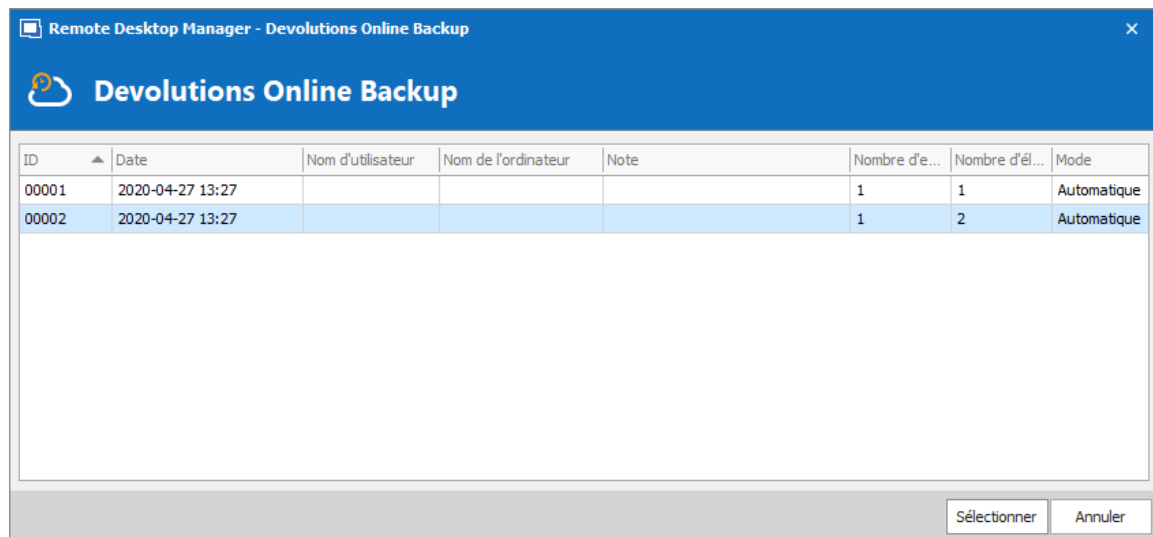 Remote Desktop Manager - Devolutions Online Backup
Devolutions Online Backup
ID Date Nom d'utilisateur Nom de l'ordinateur Note Nombre d'e... Nombre d'él... Mode
00001 2020-04-27 13:27 1 1 Automatique
00002 2020-04-27 13:27 1 2 Automatique
Sélectionner Annuler